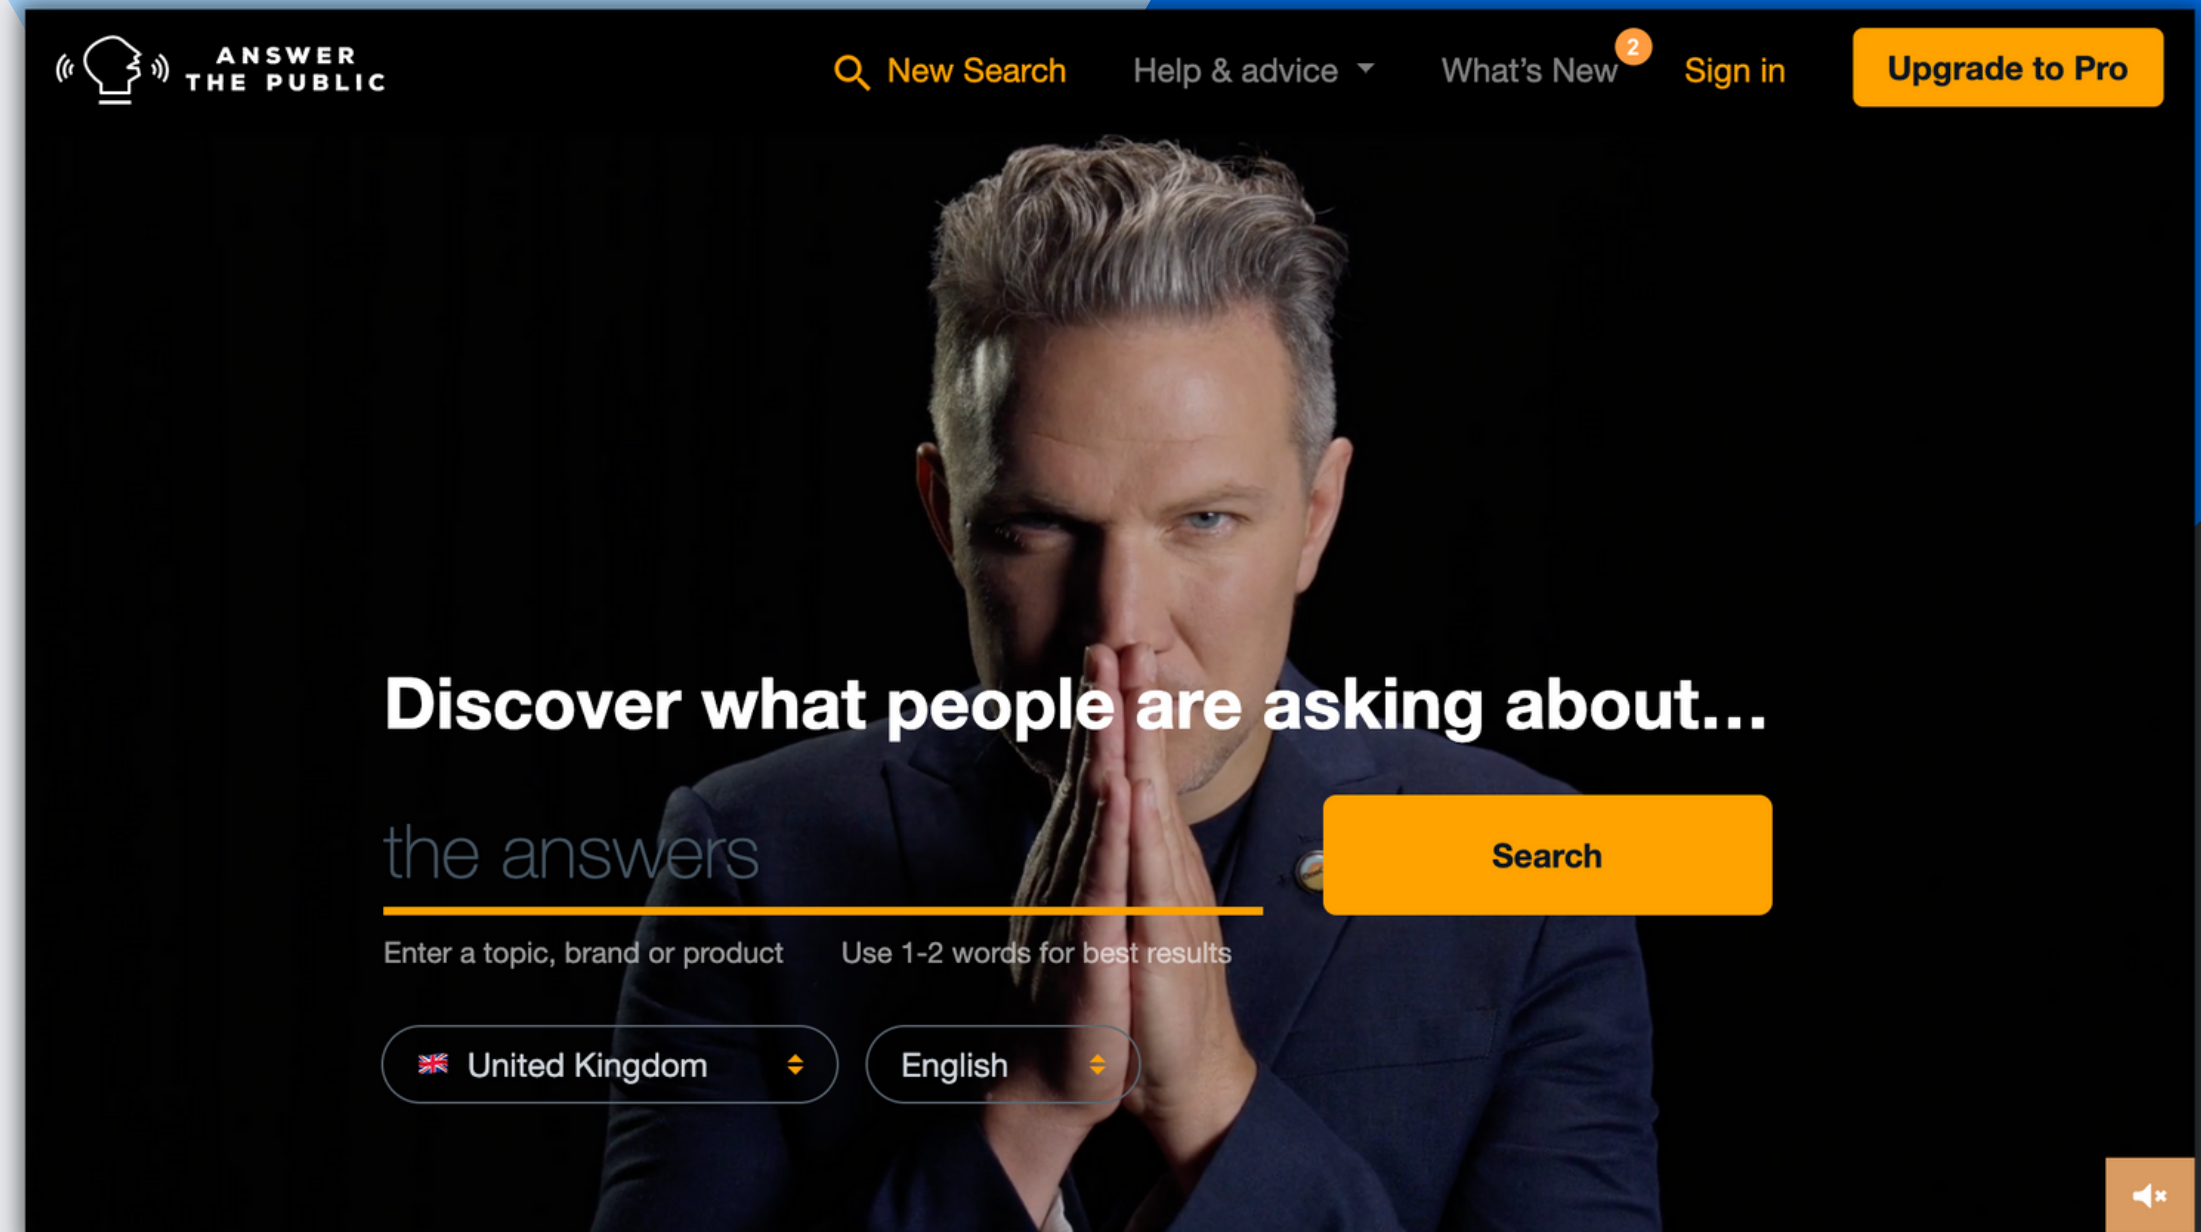 ANSWER
THE PUBLIC
New Search
Help & advice
What's New
2
Sign in
Upgrade to Pro
Discover what people are asking about...
the answers
Search
Enter a topic, brand or product
Use 1-2 words for best results
United Kingdom
English